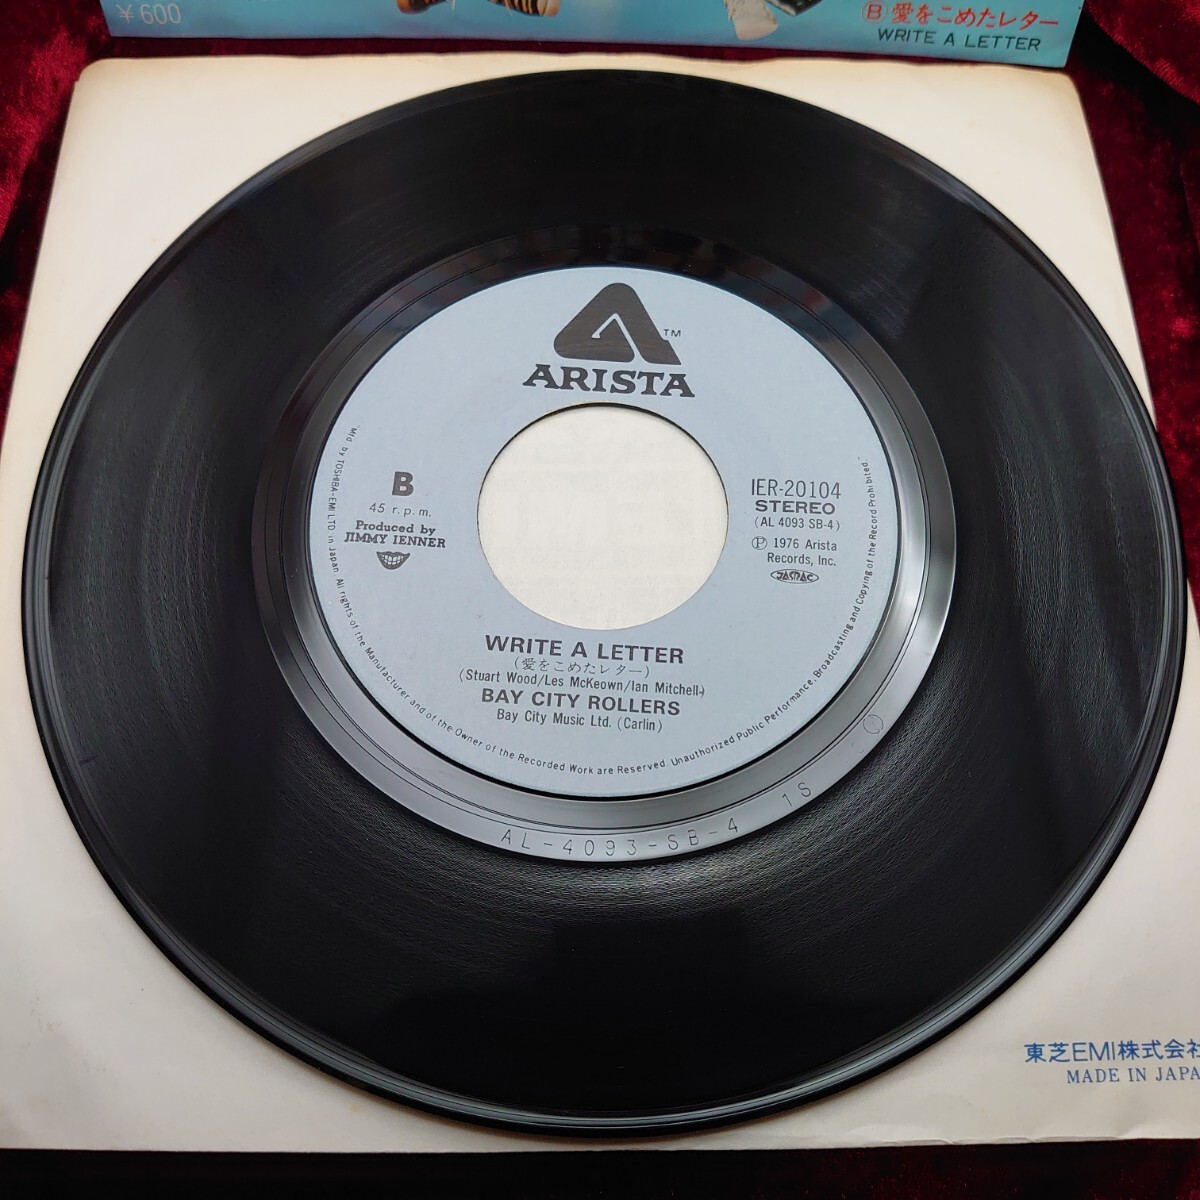 ¥600
Ⓑ愛をこめたレター
WRITE A LETTER
TM
ARISTA
B
45 r.p.m.
Produced by
JIMMY IENNER
IER-20104
STEREO
(AL 4093 SB-4)
Ⓟ 1976 Arista
Records, Inc.
JASRAC
WRITE A LETTER
(愛をこめたレター)
(Stuart Wood/Les McKeown/Ian Mitchell)
BAY CITY ROLLERS
Bay City Music Ltd. (Carlin)
Mfd by TOSHIBA-EMI LTD in Japan. All rights of the Manufacturer and of the Owner of the Recorded Work are Reserved. Unauthorized Public Performance, Broadcasting and Copying of the Record Prohibited.
AL-4093-SB-4 1S
東芝EMI株式会社
MADE IN JAPA